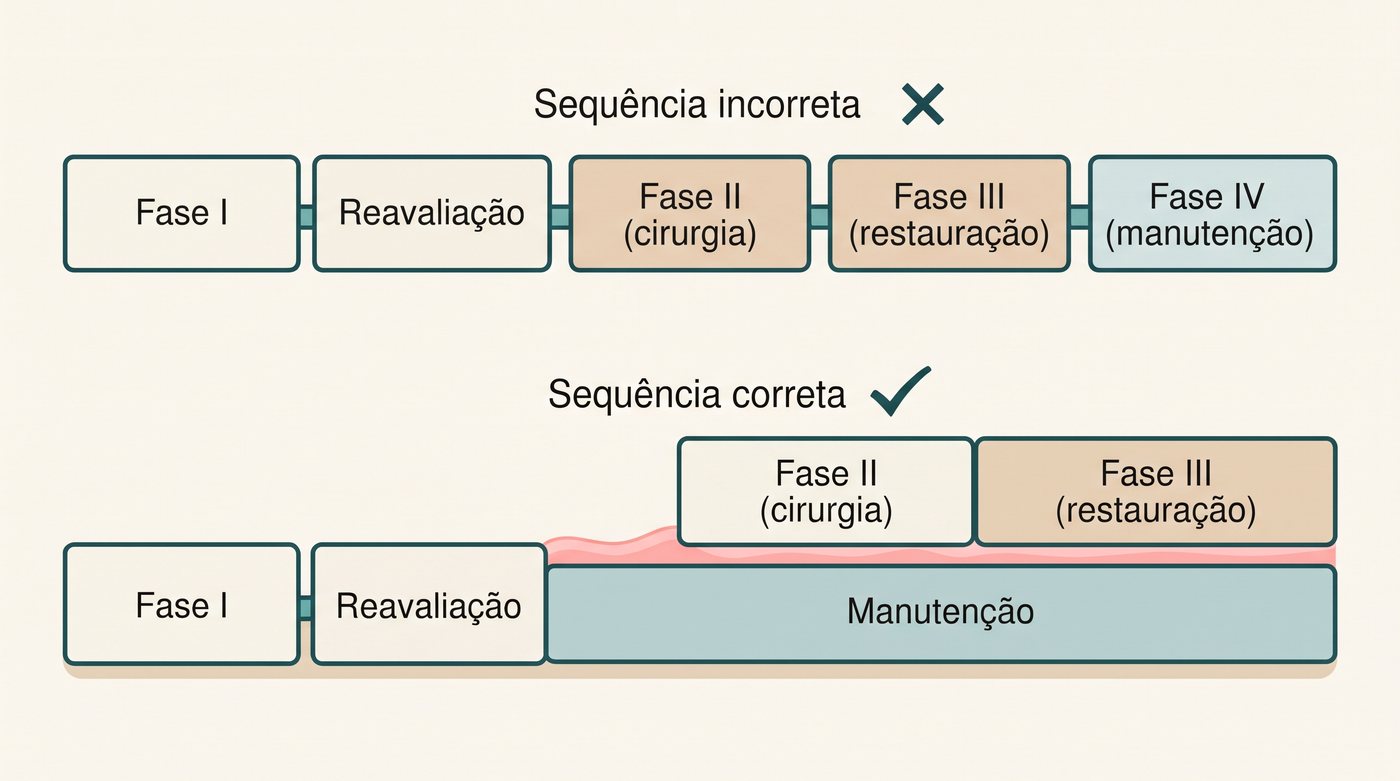 Sequência incorreta
Fase I
Reavaliação
Fase II
(cirurgia)
Fase III
(restauração)
Fase IV
(manutenção)
Sequência correta
Fase II
(cirurgia)
Fase III
(restauração)
Fase I
Reavaliação
Manutenção